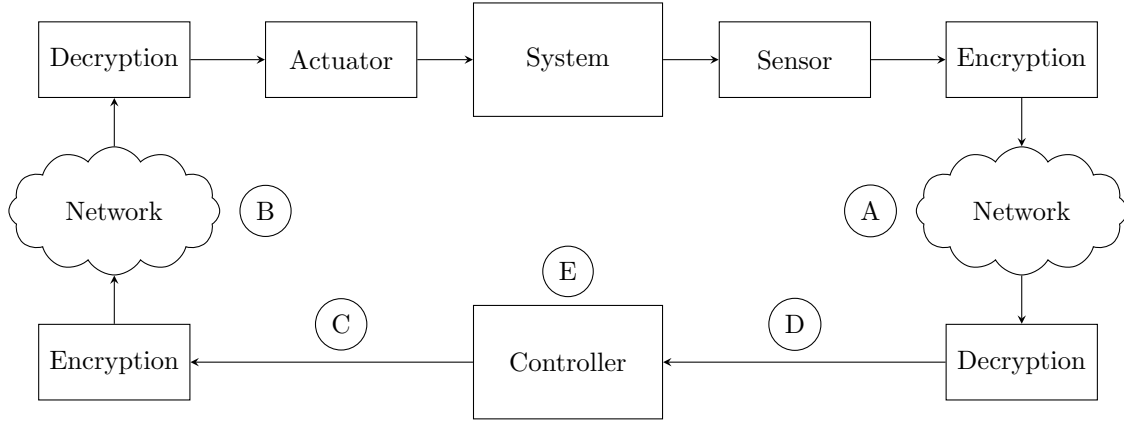 Decryption
Actuator
System
Sensor
Encryption
Network
B
A
Network
E
C
D
Encryption
Controller
Decryption